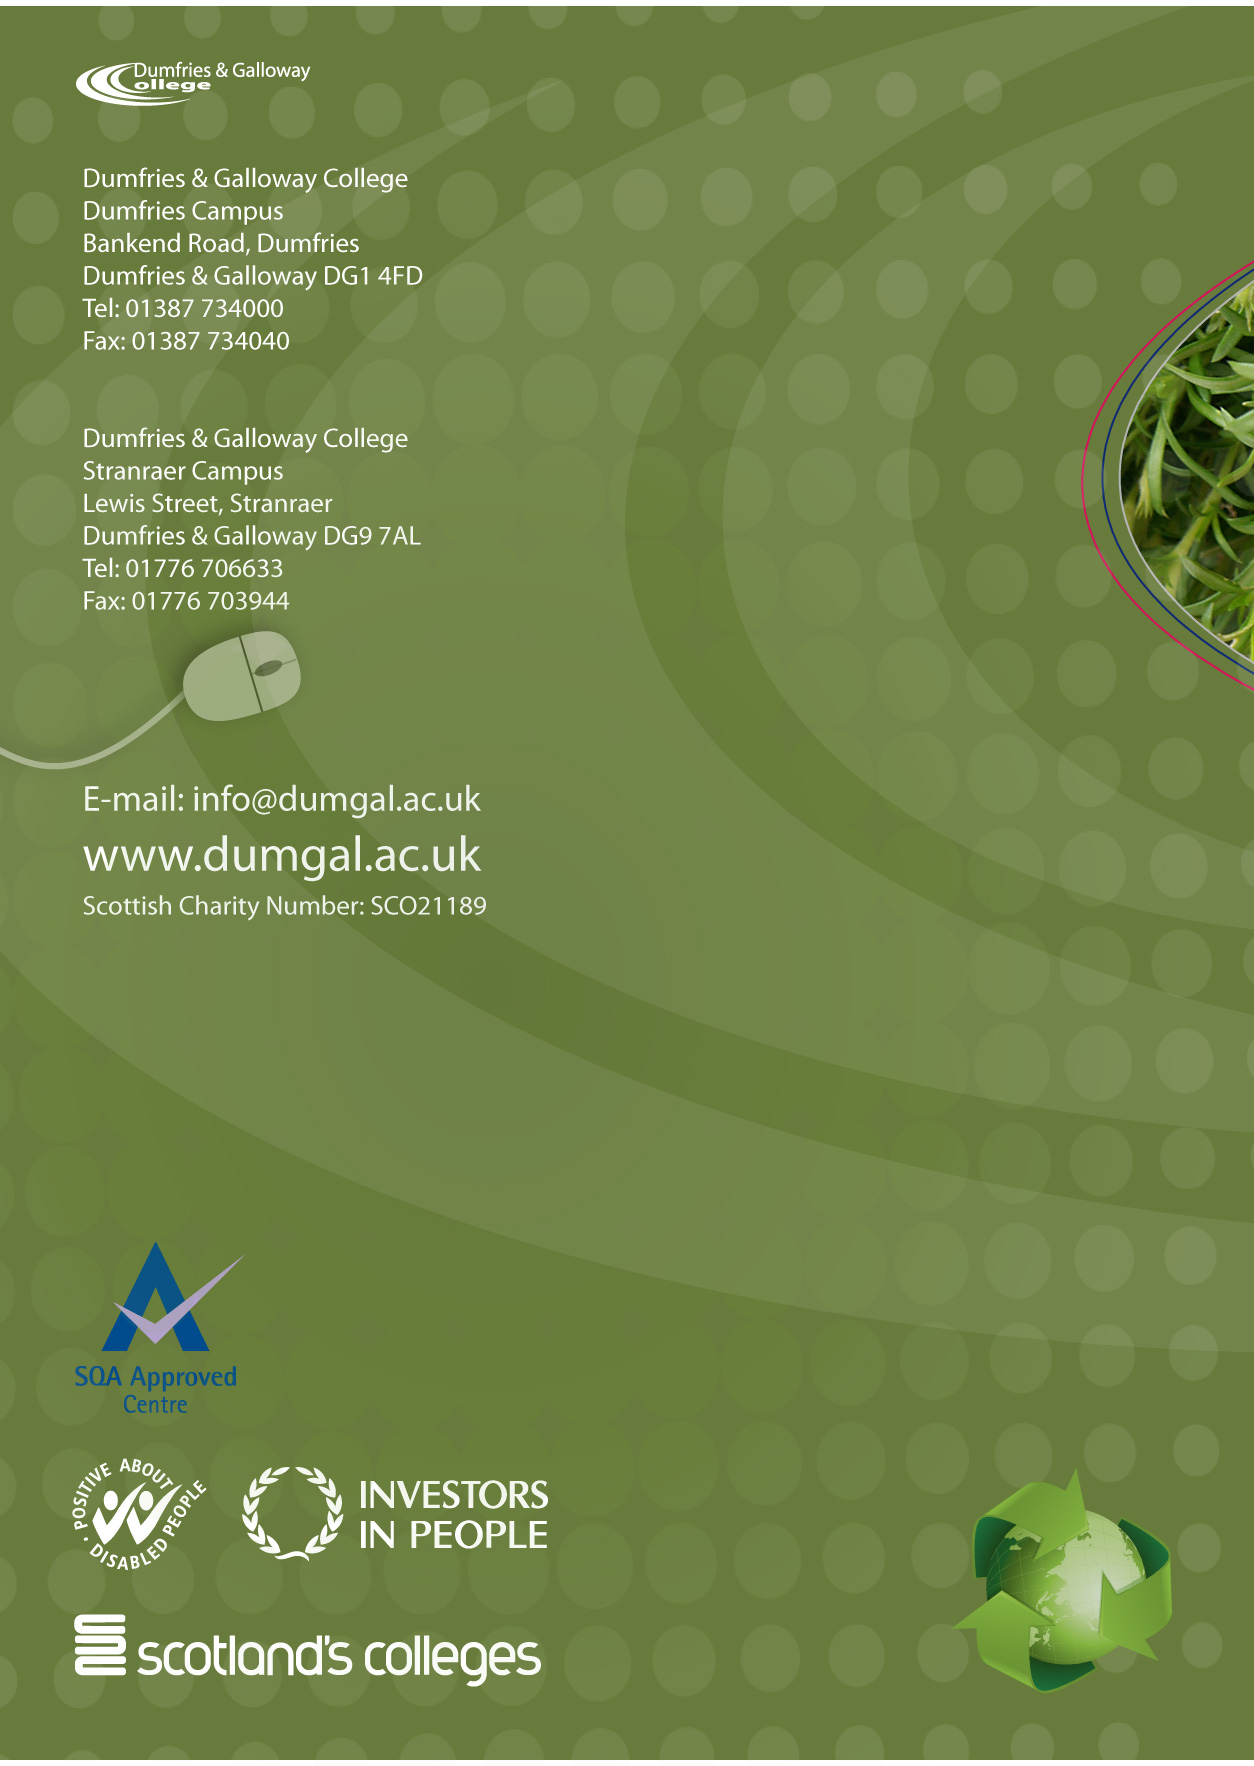 Dumfries & Galloway
College
Dumfries & Galloway College
Dumfries Campus
Bankend Road, Dumfries
Dumfries & Galloway DG1 4FD
Tel: 01387 734000
Fax: 01387 734040
Dumfries & Galloway College
Stranraer Campus
Lewis Street, Stranraer
Dumfries & Galloway DG9 7AL
Tel: 01776 706633
Fax: 01776 703944
E-mail: info@dumgal.ac.uk
www.dumgal.ac.uk
Scottish Charity Number: SCO21189
SQA Approved
Centre
POSITIVE ABOUT
• DISABLED PEOPLE
INVESTORS
IN PEOPLE
scotland's colleges